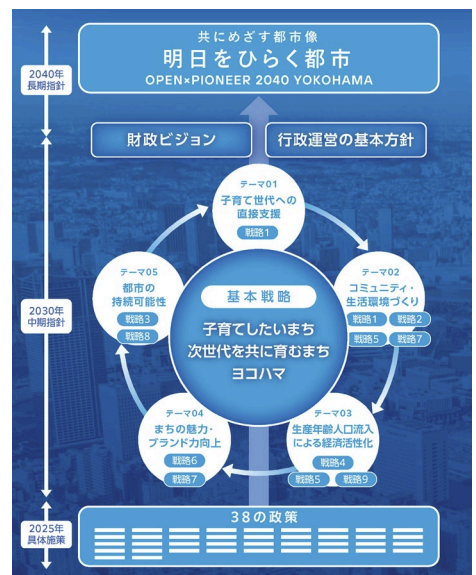 共にめざす都市像
明日をひらく都市
OPEN×PIONEER 2040 YOKOHAMA
2040年
長期指針
財政ビジョン
行政運営の基本方針
テーマ01
子育て世代への
直接支援
戦略1
テーマ05
都市の
持続可能性
戦略3
戦略8
テーマ02
コミュニティ・
生活環境づくり
戦略1 戦略2
戦略5 戦略7
基本戦略
子育てしたいまち
次世代を共に育むまち
ヨコハマ
2030年
中期指針
テーマ04
まちの魅力・
ブランド力向上
戦略6
戦略7
テーマ03
生産年齢人口流入
による経済活性化
戦略4
戦略5 戦略9
38の政策
2025年
具体施策